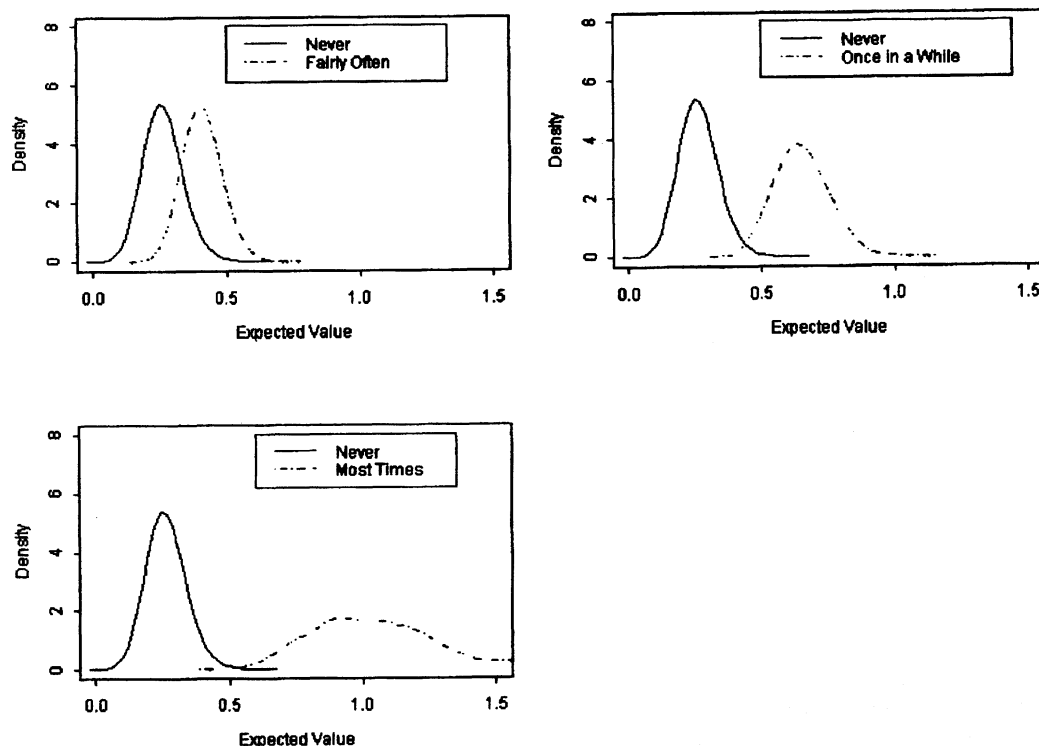 Never
Fairly Often
Density
0 2 4 6 8
0.0 0.5 1.0 1.5
Expected Value
Never
Once in a While
Density
0 2 4 6 8
0.0 0.5 1.0 1.5
Expected Value
Never
Most Times
Density
0 2 4 6 8
0.0 0.5 1.0 1.5
Expected Value